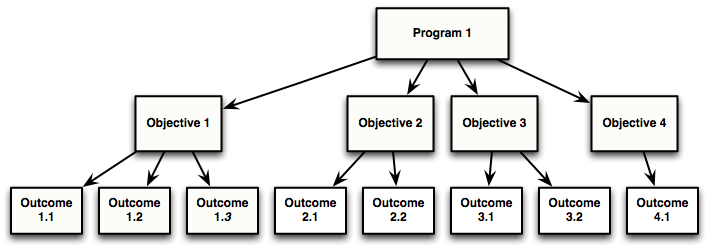 Program 1
Objective 1
Objective 2
Objective 3
Objective 4
Outcome
1.1
Outcome
1.2
Outcome
1.3
Outcome
2.1
Outcome
2.2
Outcome
3.1
Outcome
3.2
Outcome
4.1